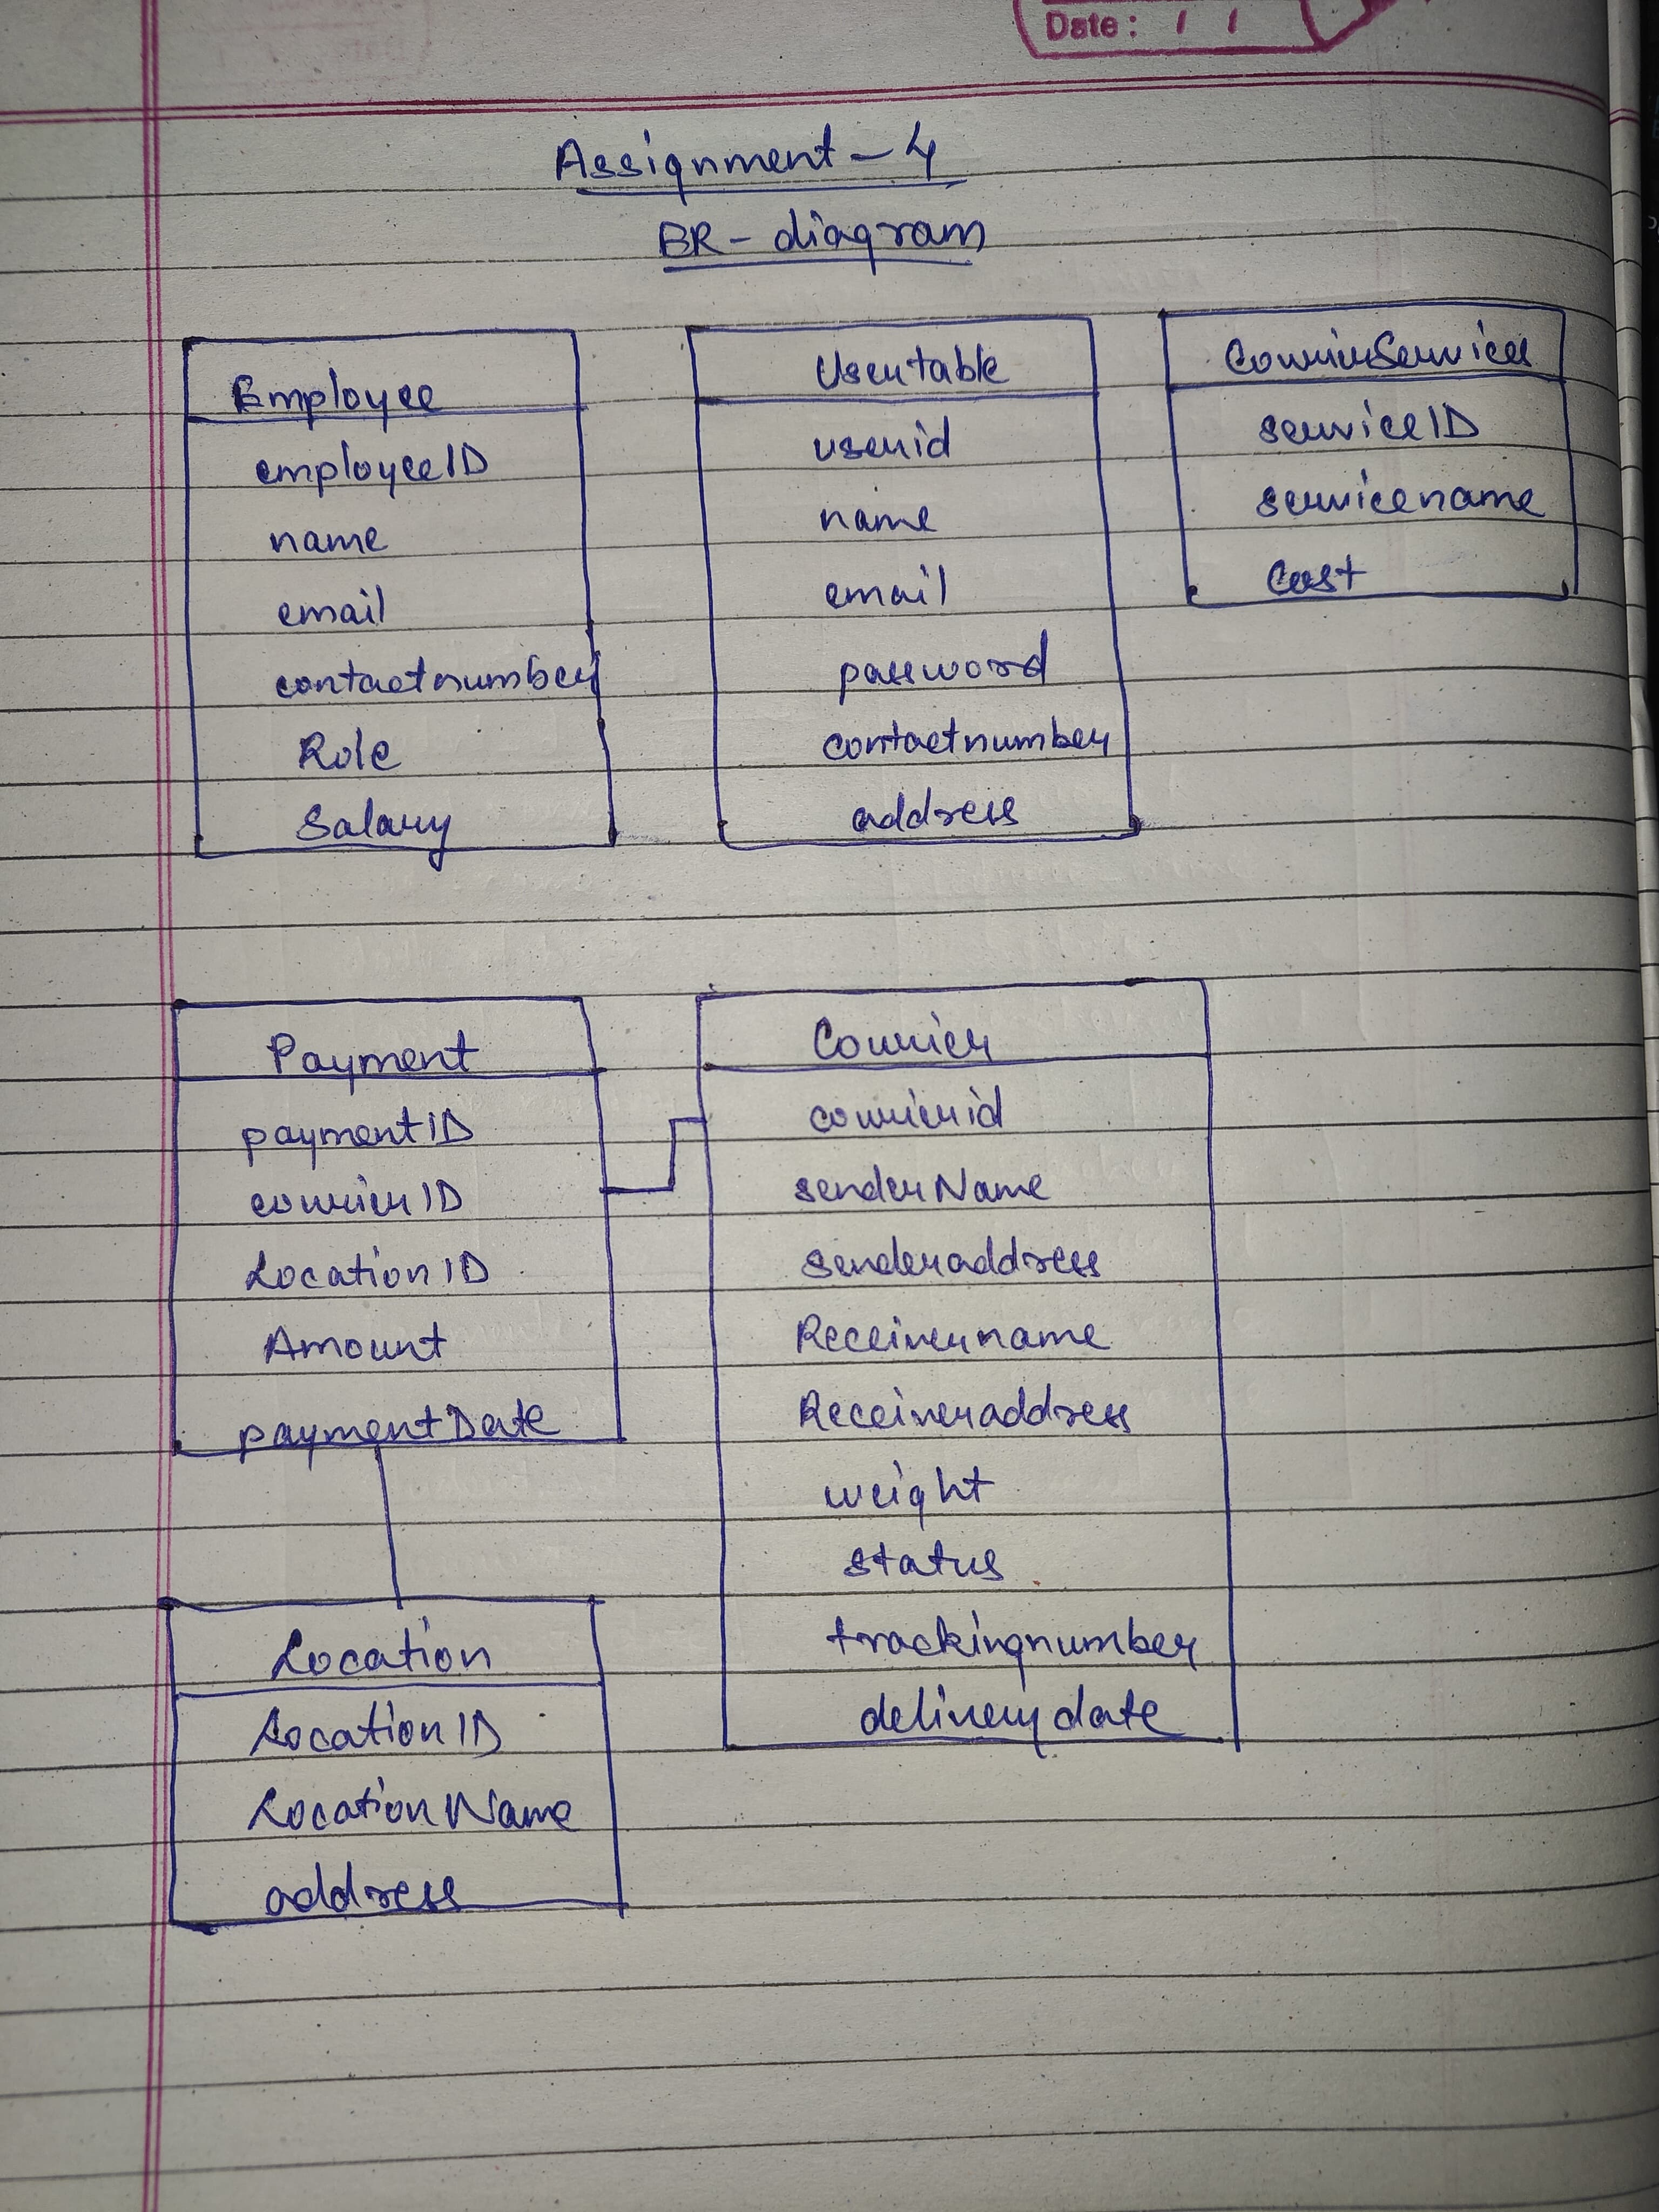 Date: / /
Assignment - 4
ER - diagram
Employee
employeeID
name
email
contactnumber
Role
Salary
Usertable
userid
name
email
password
contactnumber
address
CourierServices
serviceID
servicename
Cost
Payment
paymentID
courierID
LocationID
Amount
paymentDate
Courier
courierid
senderName
senderaddress
Receivername
Receiveraddress
weight
status
trackingnumber
deliverydate
Location
LocationID
LocationName
address